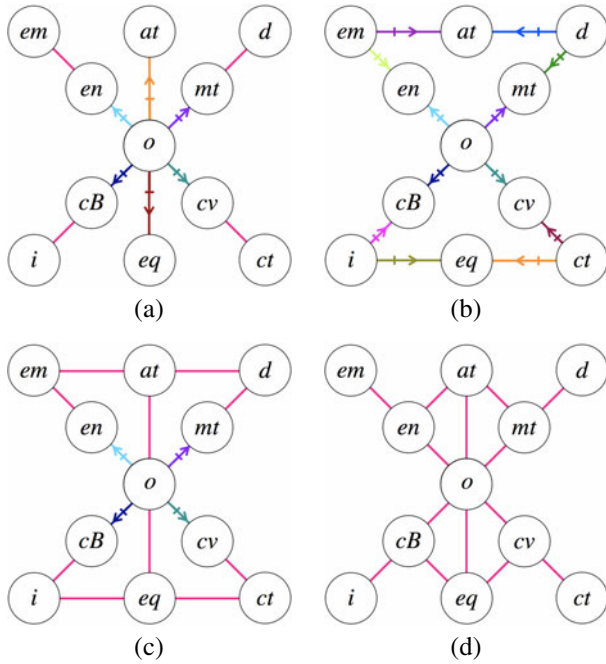 em at d em at d
en mt en mt
o o
cB cv cB cv
i eq ct i eq ct
(a) (b)
em at d em at d
en mt en mt
o o
cB cv cB cv
i eq ct i eq ct
(c) (d)